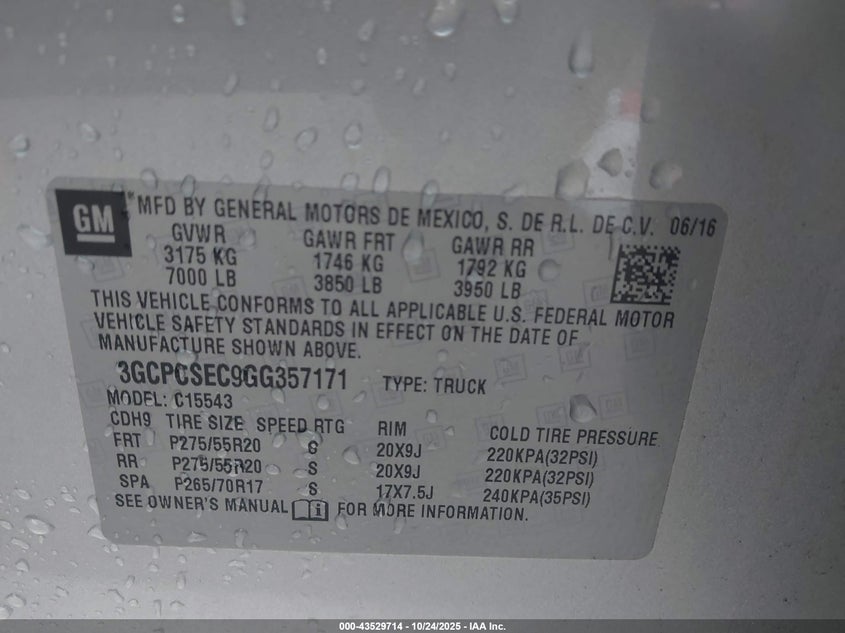 GM
MFD BY GENERAL MOTORS DE MEXICO, S. DE R.L. DE C.V. 06/16
GVWR GAWR FRT GAWR RR
3175 KG 1746 KG 1792 KG
7000 LB 3850 LB 3950 LB
THIS VEHICLE CONFORMS TO ALL APPLICABLE U.S. FEDERAL MOTOR
VEHICLE SAFETY STANDARDS IN EFFECT ON THE DATE OF
MANUFACTURE SHOWN ABOVE.
3GCPCSEC9GG357171 TYPE: TRUCK
MODEL: C15543
CDH9 TIRE SIZE SPEED RTG RIM COLD TIRE PRESSURE
FRT P275/55R20 S 20X9J 220KPA(32PSI)
RR P275/55R20 S 20X9J 220KPA(32PSI)
SPA P265/70R17 S 17X7.5J 240KPA(35PSI)
SEE OWNER'S MANUAL FOR MORE INFORMATION.
000-43529714 - 10/24/2025 - IAA Inc.